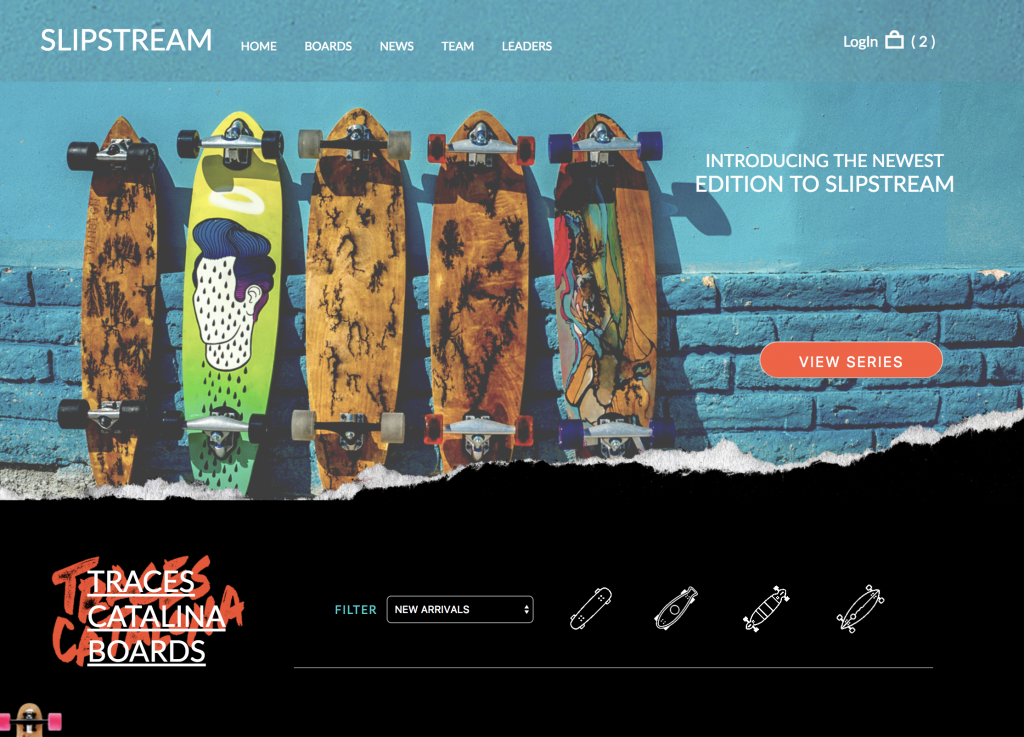 SLIPSTREAM
HOME BOARDS NEWS TEAM LEADERS
LogIn ( 2 )
INTRODUCING THE NEWEST
EDITION TO SLIPSTREAM
VIEW SERIES
TRACES
CATALINA
BOARDS
TRACES
CATALINA
FILTER NEW ARRIVALS